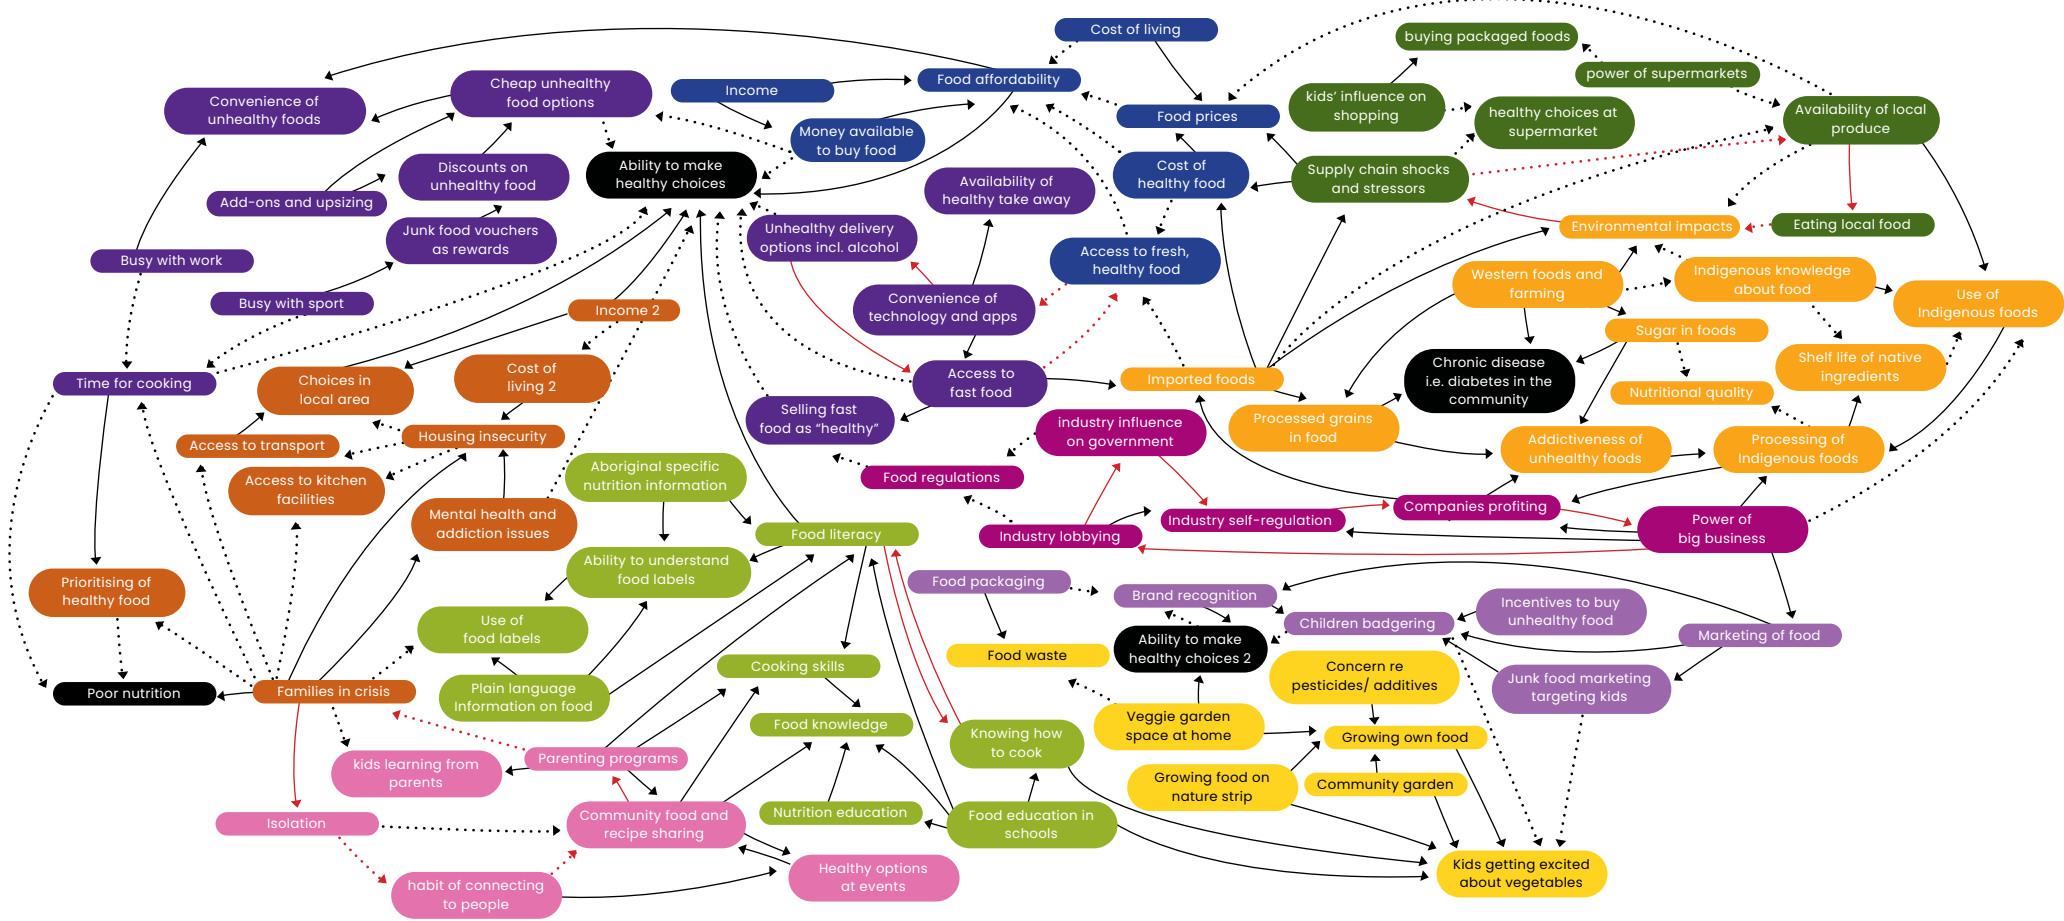 Cost of living
buying packaged foods
Cheap unhealthy
food options
Income
Food affordability
power of supermarkets
Convenience of
unhealthy foods
Money available
to buy food
Food prices
kids’ influence on
shopping
healthy choices at
supermarket
Availability of local
produce
Discounts on
unhealthy food
Ability to make
healthy choices
Availability of
healthy take away
Cost of
healthy food
Supply chain shocks
and stressors
Add-ons and upsizing
Junk food vouchers
as rewards
Unhealthy delivery
options incl. alcohol
Environmental impacts
Eating local food
Busy with work
Access to fresh,
healthy food
Busy with sport
Income 2
Convenience of
technology and apps
Western foods and
farming
Indigenous knowledge
about food
Use of
Indigenous foods
Sugar in foods
Time for cooking
Choices in
local area
Cost of
living 2
Access to
fast food
Imported foods
Chronic disease
i.e. diabetes in the
community
Shelf life of native
ingredients
Nutritional quality
Access to transport
Housing insecurity
Selling fast
food as “healthy”
industry influence
on government
Processed grains
in food
Addictiveness of
unhealthy foods
Processing of
Indigenous foods
Access to kitchen
facilities
Aboriginal specific
nutrition information
Food regulations
Mental health and
addiction issues
Food literacy
Industry lobbying
Industry self-regulation
Companies profiting
Power of
big business
Prioritising of
healthy food
Ability to understand
food labels
Food packaging
Brand recognition
Incentives to buy
unhealthy food
Use of
food labels
Children badgering
Marketing of food
Ability to make
healthy choices 2
Food waste
Cooking skills
Poor nutrition
Families in crisis
Plain language
Information on food
Concern re
pesticides/ additives
Junk food marketing
targeting kids
Food knowledge
Veggie garden
space at home
Knowing how
to cook
Growing own food
kids learning from
parents
Parenting programs
Growing food on
nature strip
Community garden
Isolation
Community food and
recipe sharing
Nutrition education
Food education in
schools
Healthy options
at events
Kids getting excited
about vegetables
habit of connecting
to people